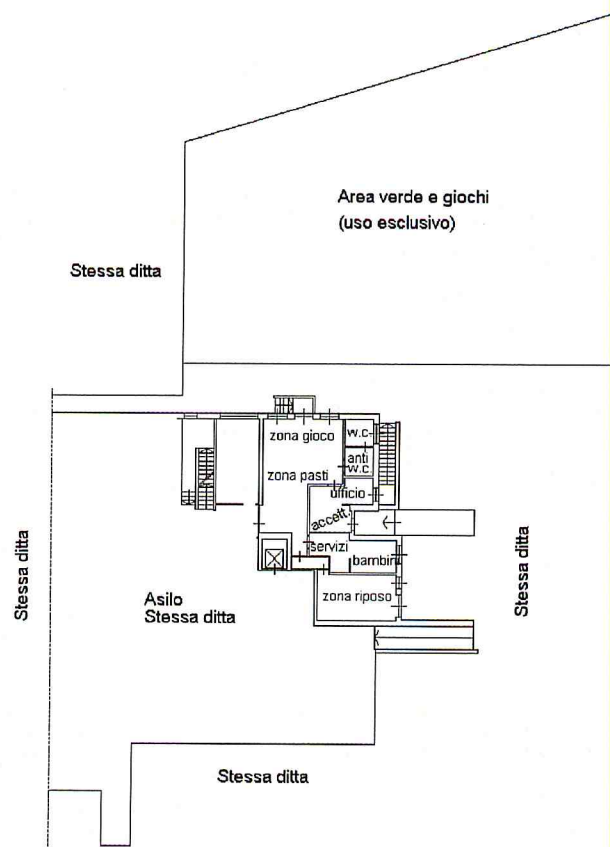 Area verde e giochi
(uso esclusivo)
Stessa ditta
zona gioco
w.c.
anti
w.c.
zona pasti
ufficio
accett.
servizi
bambini
zona riposo
Stessa ditta
Asilo
Stessa ditta
Stessa ditta
Stessa ditta